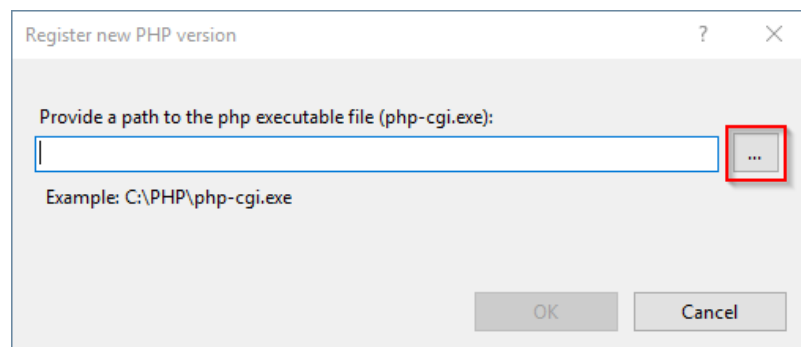 Register new PHP version ?
Provide a path to the php executable file (php-cgi.exe):
...
Example: C:\PHP\php-cgi.exe
OK Cancel